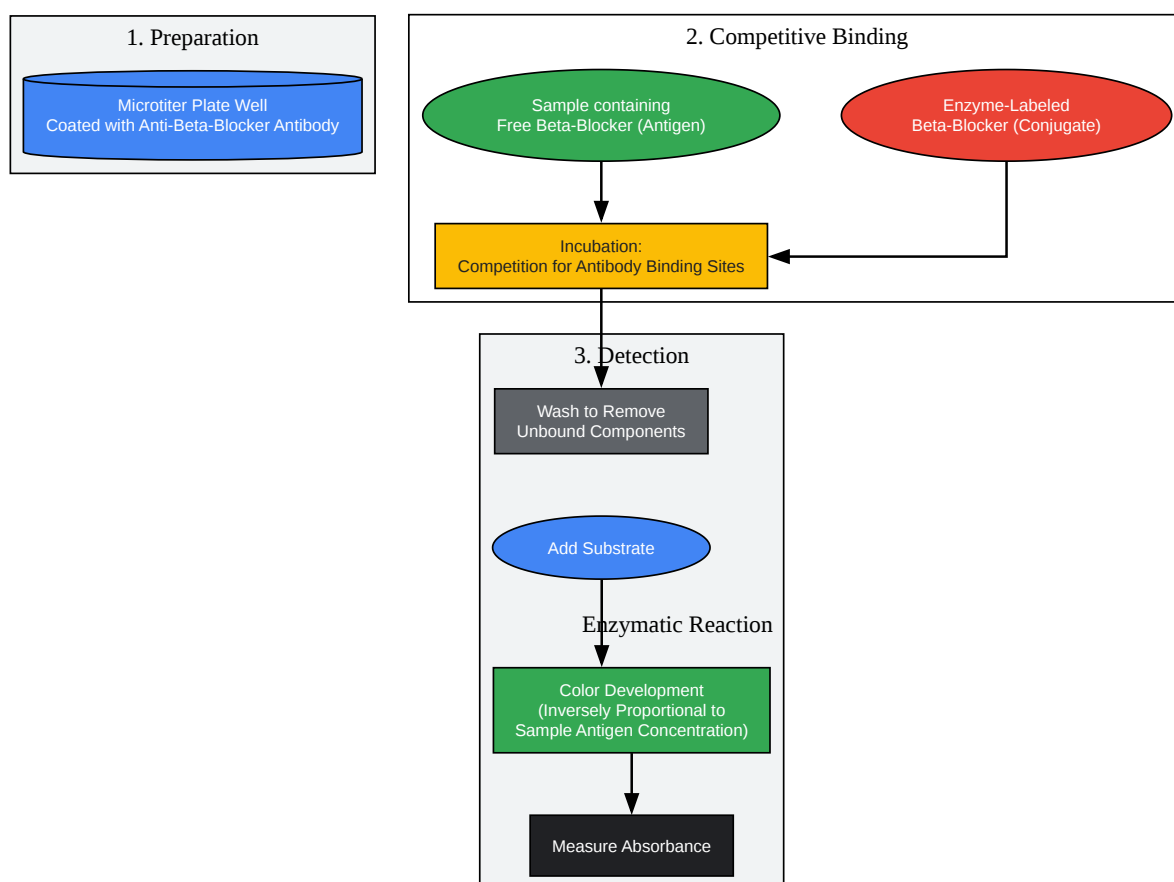 1. Preparation
Microtiter Plate Well
Coated with Anti-Beta-Blocker Antibody
2. Competitive Binding
Sample containing
Free Beta-Blocker (Antigen)
Enzyme-Labeled
Beta-Blocker (Conjugate)
Incubation:
Competition for Antibody Binding Sites
3. Detection
Wash to Remove
Unbound Components
Add Substrate
Enzymatic Reaction
Color Development
(Inversely Proportional to
Sample Antigen Concentration)
Measure Absorbance